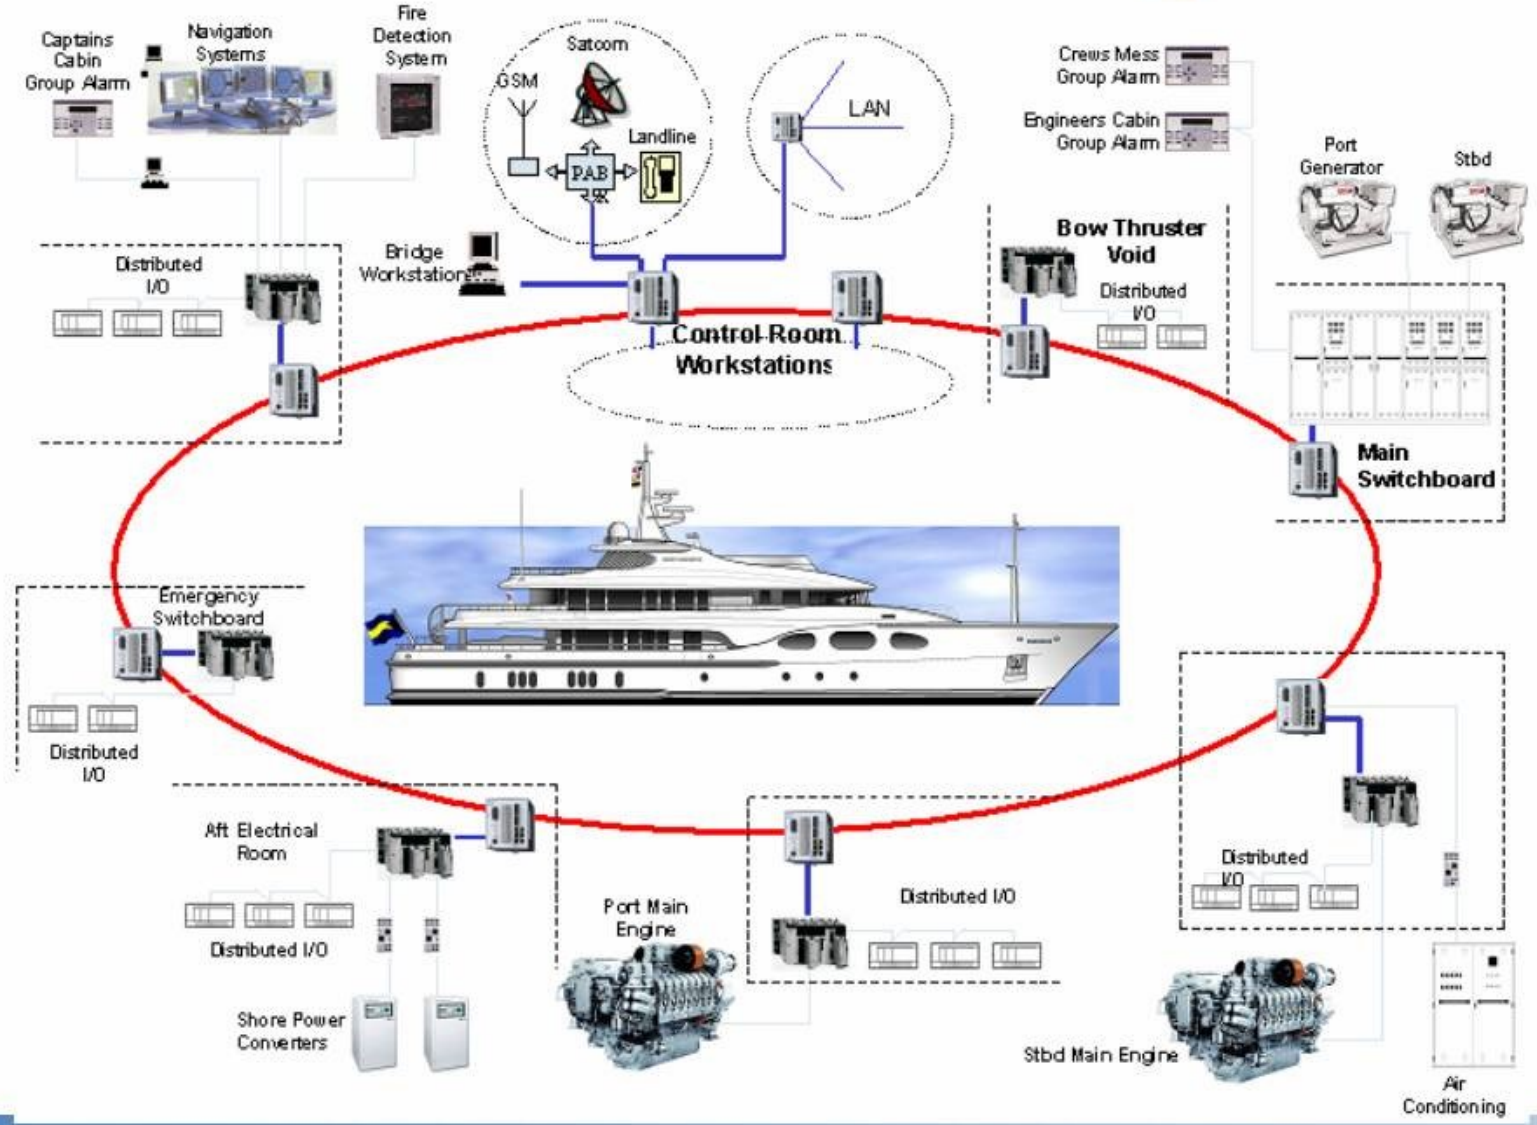 Captains
Cabin
Group Alarm
Navigation
Systems
Fire
Detection
System
GSM
Satcom
Landline
PAB
LAN
Crews Mess
Group Alarm
Engineers Cabin
Group Alarm
Port
Generator
Stbd
Distributed
I/O
Bridge
Workstation
Control Room
Workstations
Bow Thruster
Void
Distributed
I/O
Main
Switchboard
Emergency
Switchboard
Distributed
I/O
Aft Electrical
Room
Distributed I/O
Shore Power
Converters
Port Main
Engine
Distributed I/O
Distributed
I/O
Stbd Main Engine
Air
Conditioning